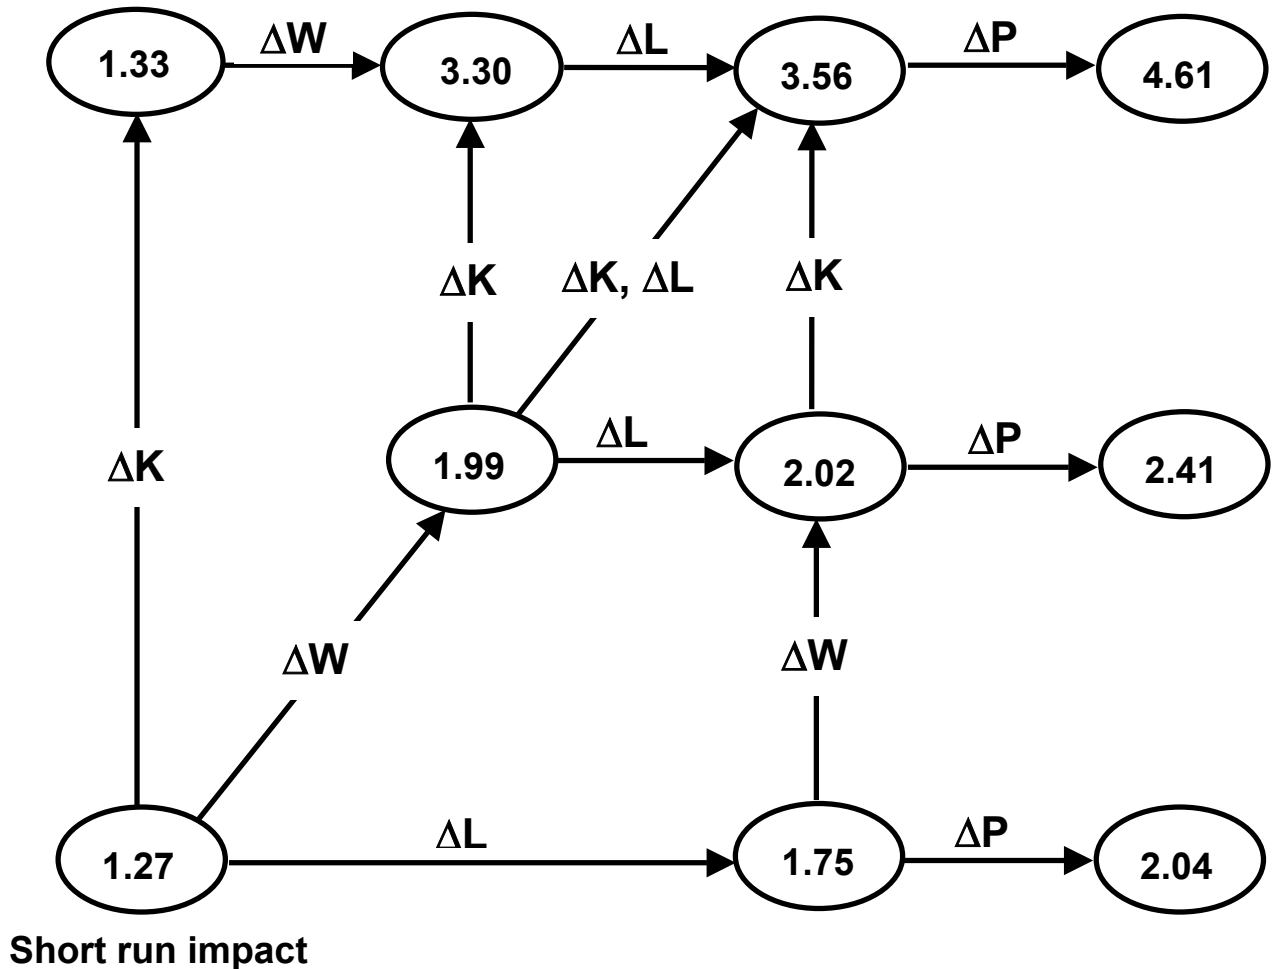 ΔW
ΔL
ΔP
1.33
3.30
3.56
4.61
ΔK
ΔK, ΔL
ΔK
ΔL
ΔP
ΔK
1.99
2.02
2.41
ΔW
ΔW
ΔL
ΔP
1.27
1.75
2.04
Short run impact